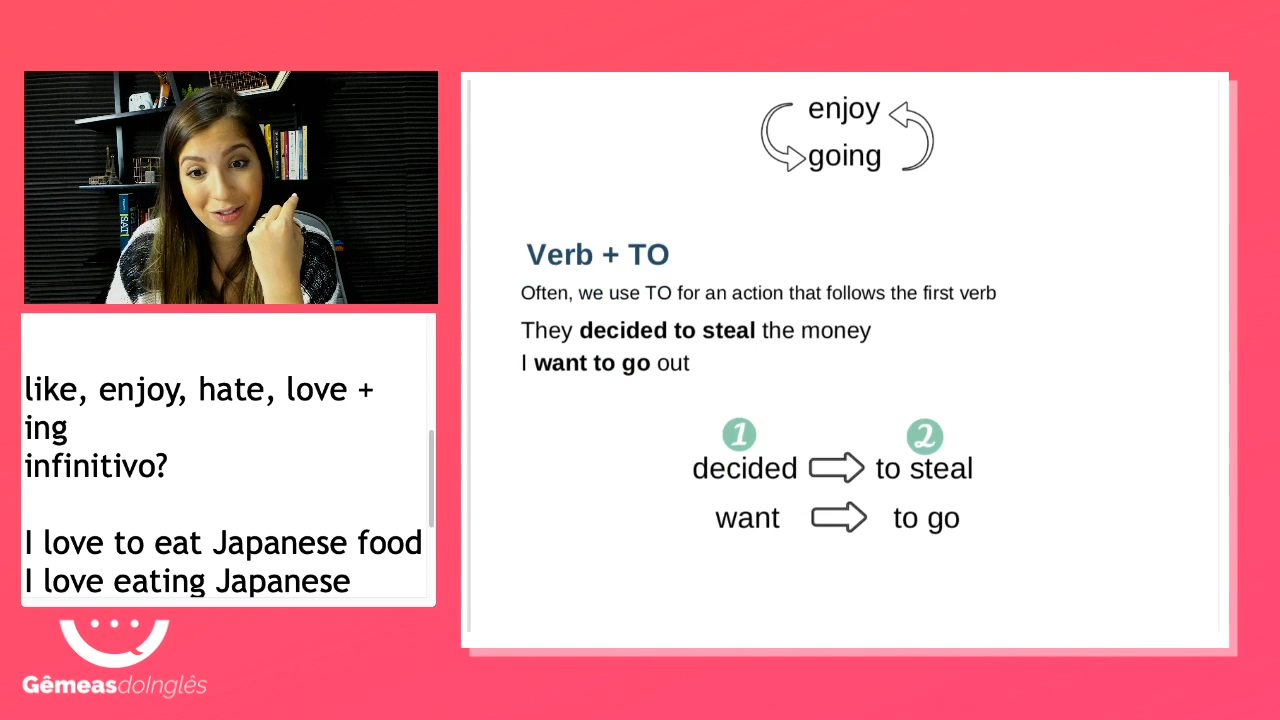 enjoy
going
Verb + TO
Often, we use TO for an action that follows the first verb
They decided to steal the money
I want to go out
1 2
decided to steal
want to go
SAT
like, enjoy, hate, love +
ing
infinitivo?
I love to eat Japanese food
I love eating Japanese
GêmeasdoInglês